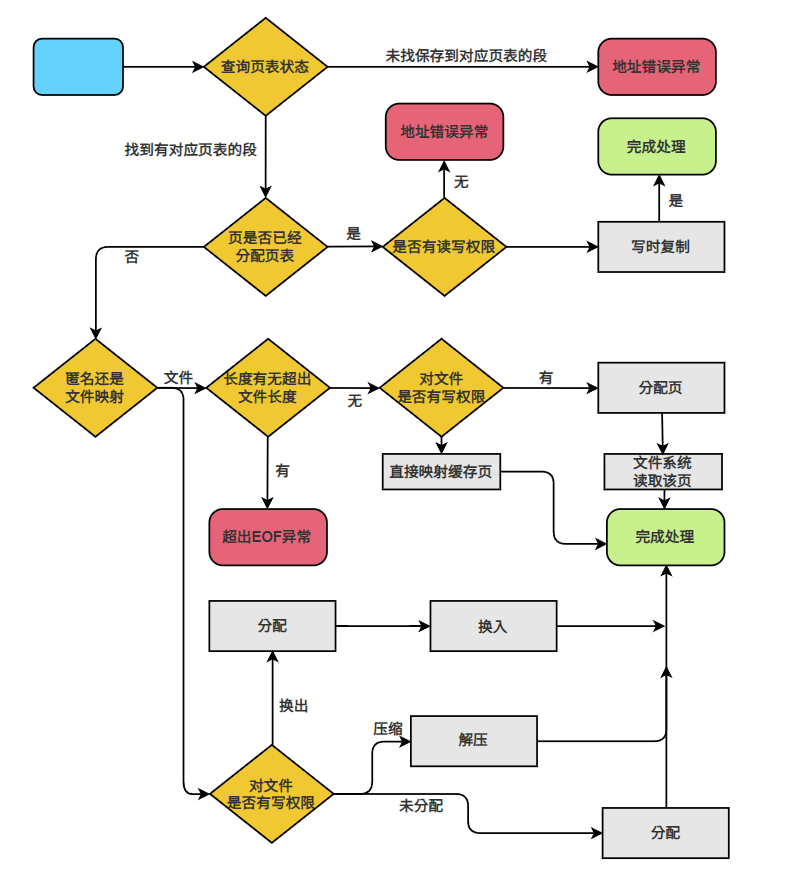 查询页表状态
未找保存到对应页表的段
地址错误异常
找到有对应页表的段
地址错误异常
完成处理
无
是
页是否已经
分配页表
是
是否有读写权限
写时复制
否
匿名还是
文件映射
文件
长度有无超出
文件长度
无
对文件
是否有写权限
有
分配页
有
直接映射缓存页
文件系统
读取该页
超出EOF异常
完成处理
分配
换入
换出
压缩
解压
对文件
是否有写权限
未分配
分配